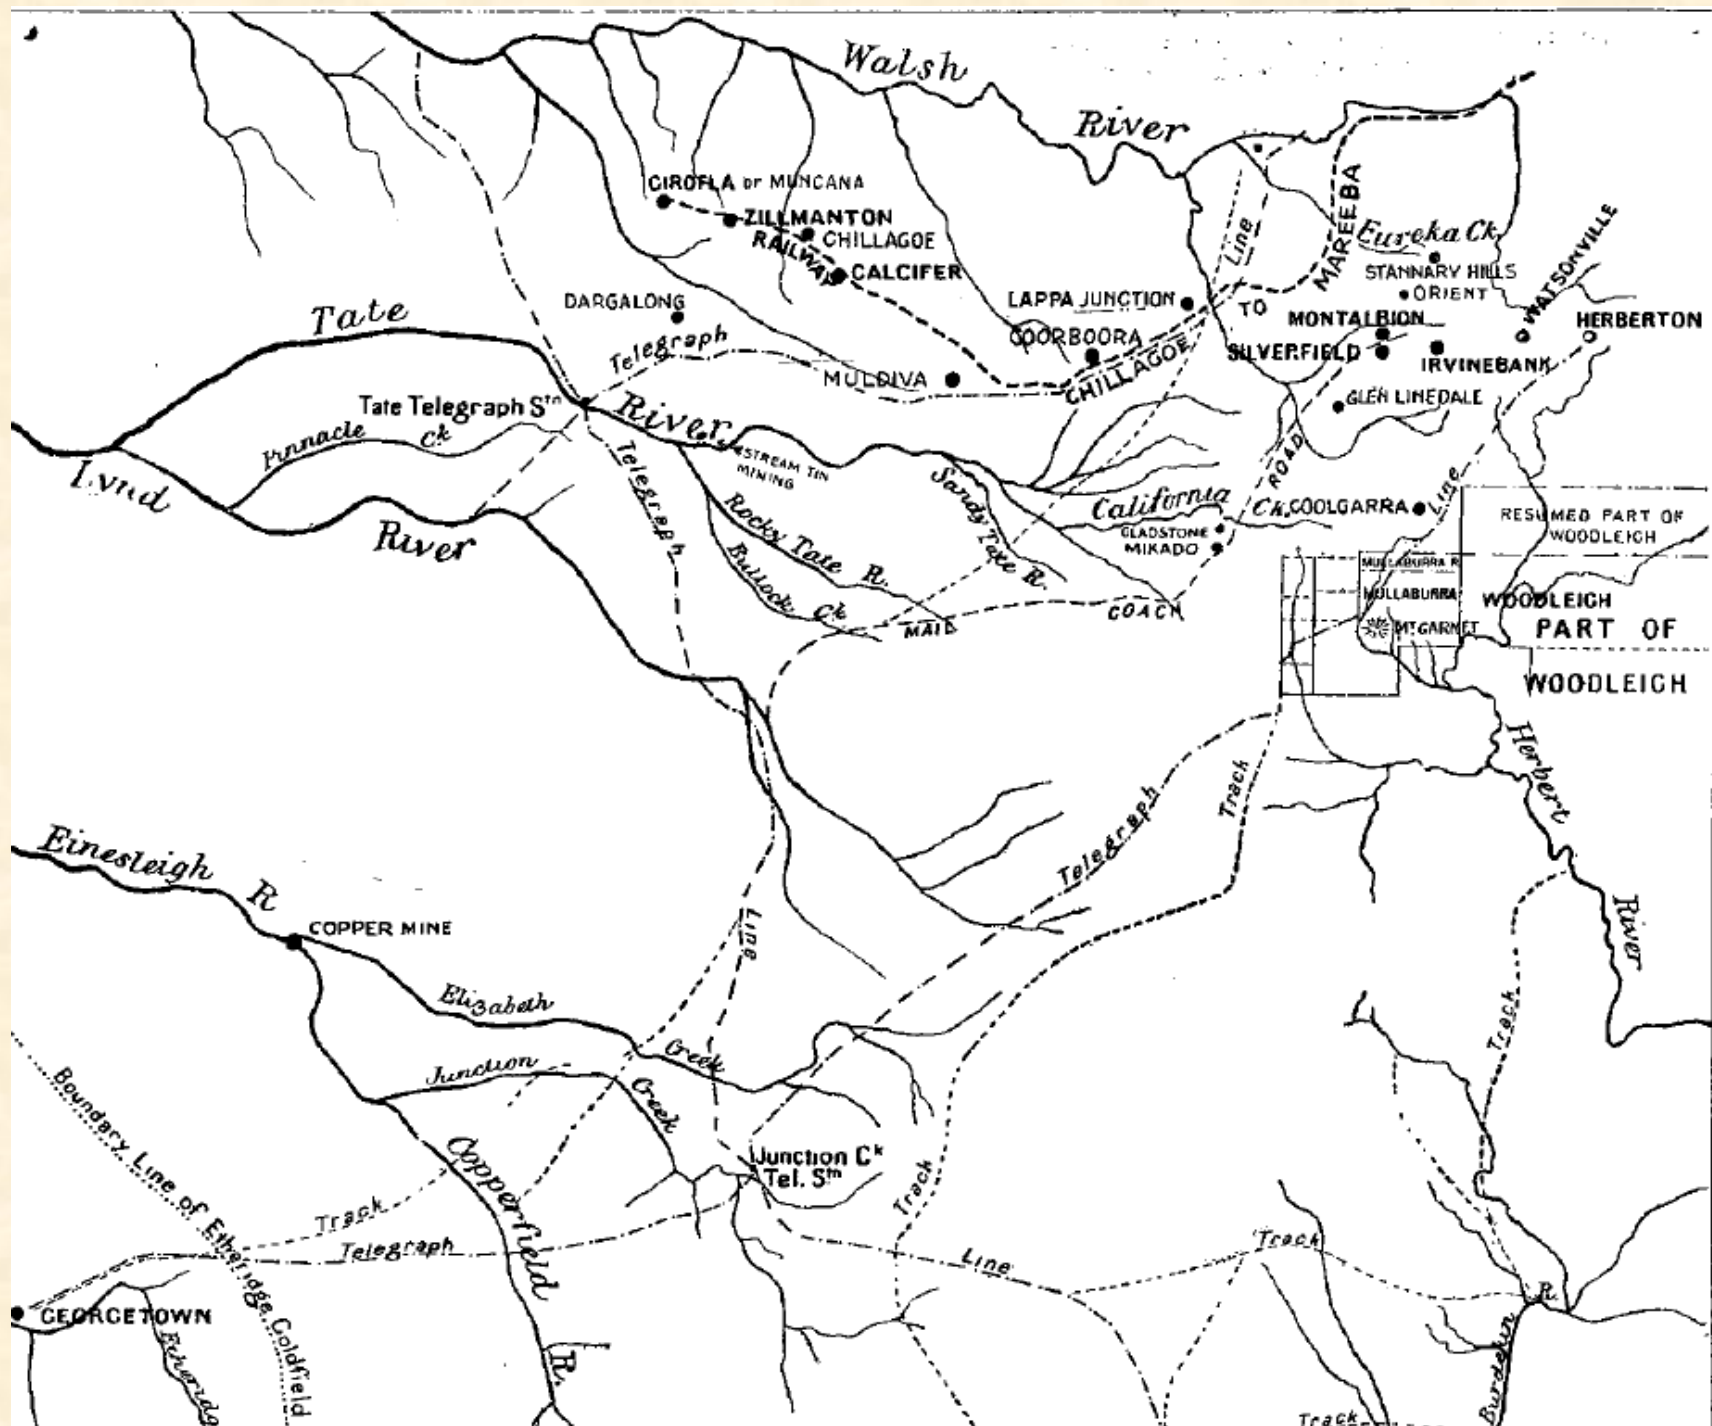 Walsh
River
GIROFLA or MUNGANA
ZILLMANTON
RAILWAY
CHILLAGOE
CALCIFER
Line
MAREEBA
TO
Eureka Ck
STANNARY HILLS
ORIENT
WATSONVILLE
HERBERTON
DARGALONG
LAPPA JUNCTION
MONTALBION
KOORBOORA
SILVERFIELD
IRVINEBANK
Tate
Telegraph
MULDIVA
CHILLAGOE
GLEN LINEDALE
Tate Telegraph Stn
River
Pinnacle Ck
Telegraph
STREAM TIN
MINING
ROAD
Lynd
River
Sandy Tate R.
California Ck.
COOLGARRA
Line
GLADSTONE
MIKADO
RESUMED PART OF
WOODLEIGH
Rocky Tate R.
Bullock Ck
MULLABURRA R
MULLABURRA
WOODLEIGH
MAIL
COACH
MT GARNET
PART OF
WOODLEIGH
Herbert
River
Telegraph
Track
Einesleigh R
COPPER MINE
Line
Elizabeth
Creek
Junction
Creek
Track
Boundary Line of Etheridge Goldfield
Copperfield
R.
Junction Ck
Tel. Stn
Track
Track
Telegraph
Line
Track
GEORGETOWN
Etheridge
Burdekin
R.
Track